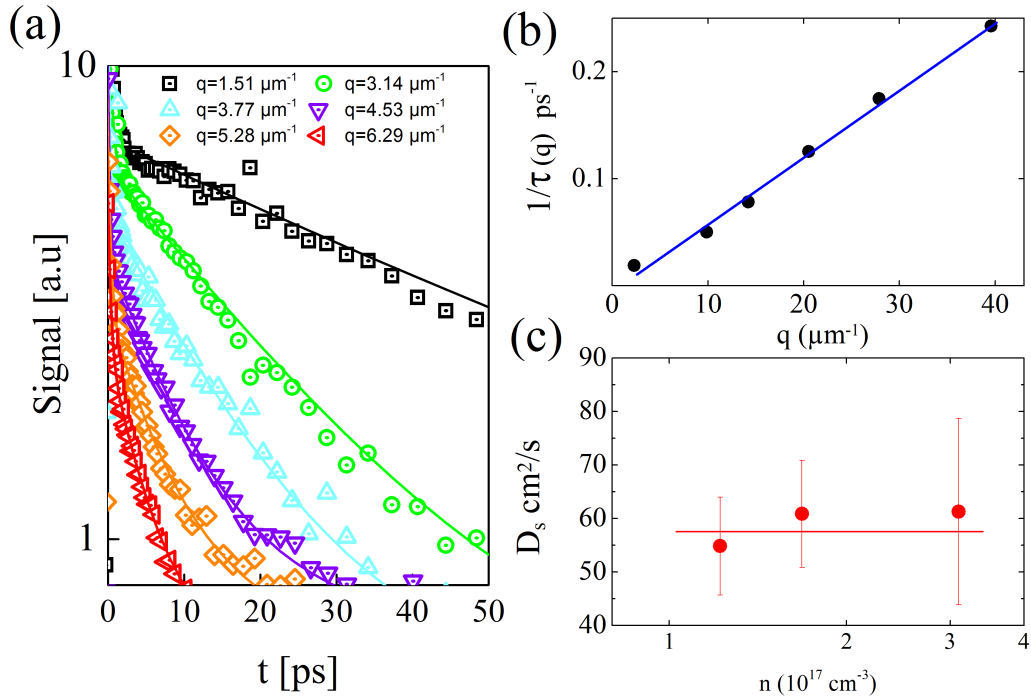 (a)
10
q=1.51 µm⁻¹ q=3.14 µm⁻¹
q=3.77 µm⁻¹ q=4.53 µm⁻¹
q=5.28 µm⁻¹ q=6.29 µm⁻¹
Signal [a.u]
1
0 10 20 30 40 50
t [ps]
(b)
1/τ(q) ps⁻¹
0.2
0.1
0 10 20 30 40
q (µm⁻¹)
(c)
D_s cm²/s
90
80
70
60
50
40
1 2 3 4
n (10¹⁷ cm⁻³)